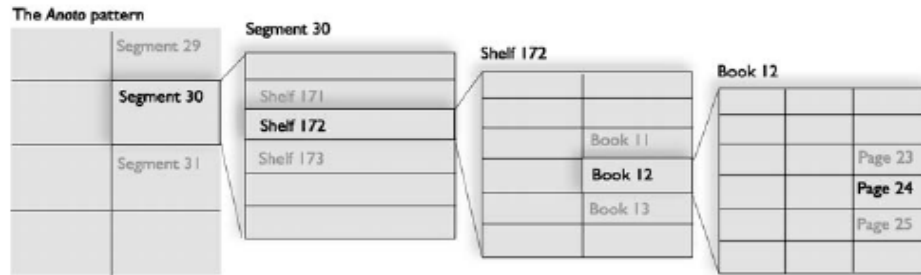 The Anoto pattern
Segment 29
Segment 30
Segment 31
Segment 30
Shelf 171
Shelf 172
Shelf 173
Shelf 172
Book 11
Book 12
Book 13
Book 12
Page 23
Page 24
Page 25